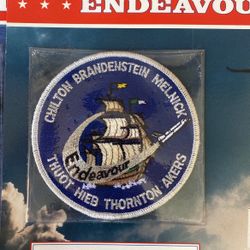 ENDEAVOU
CHILTON BRANDENSTEIN MELNICK
Endeavour
THUOT HIEB THORNTON AKERS